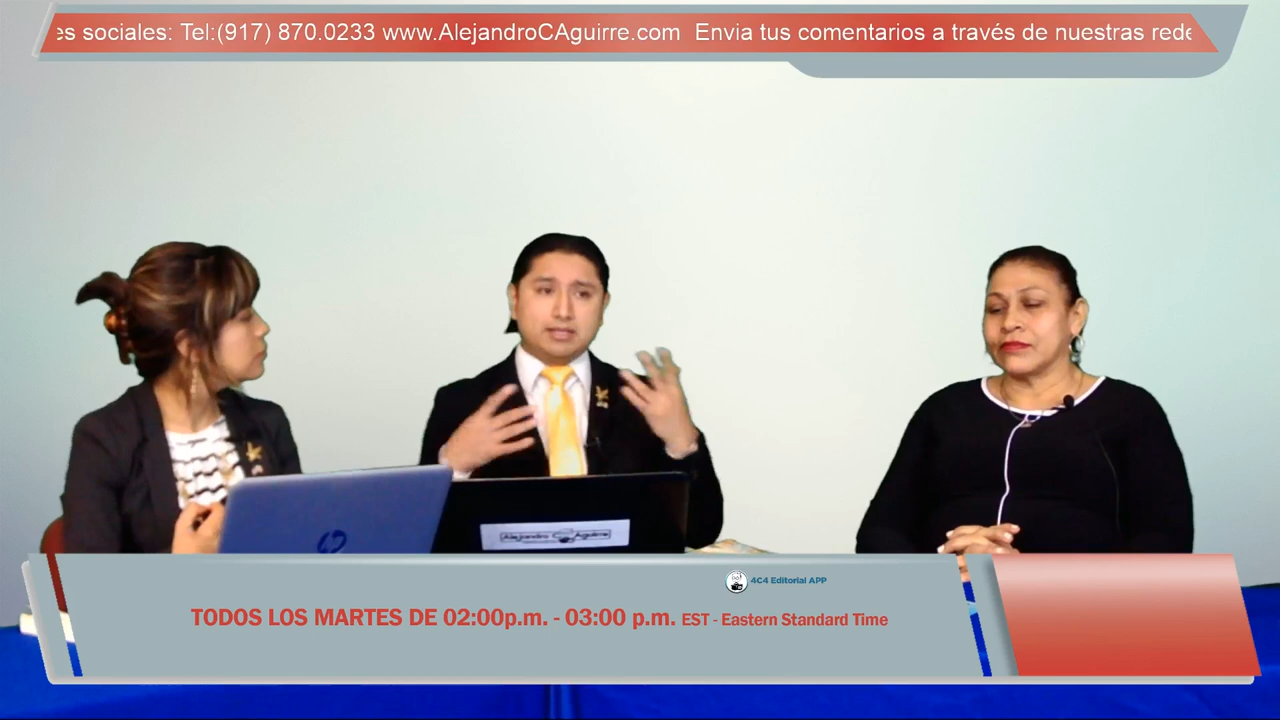 es sociales: Tel:(917) 870.0233 www.AlejandroCAguirre.com Envia tus comentarios a través de nuestras rede
hp
Alejandro C Aguirre
4C4 Editorial APP
TODOS LOS MARTES DE 02:00p.m. - 03:00 p.m. EST - Eastern Standard Time